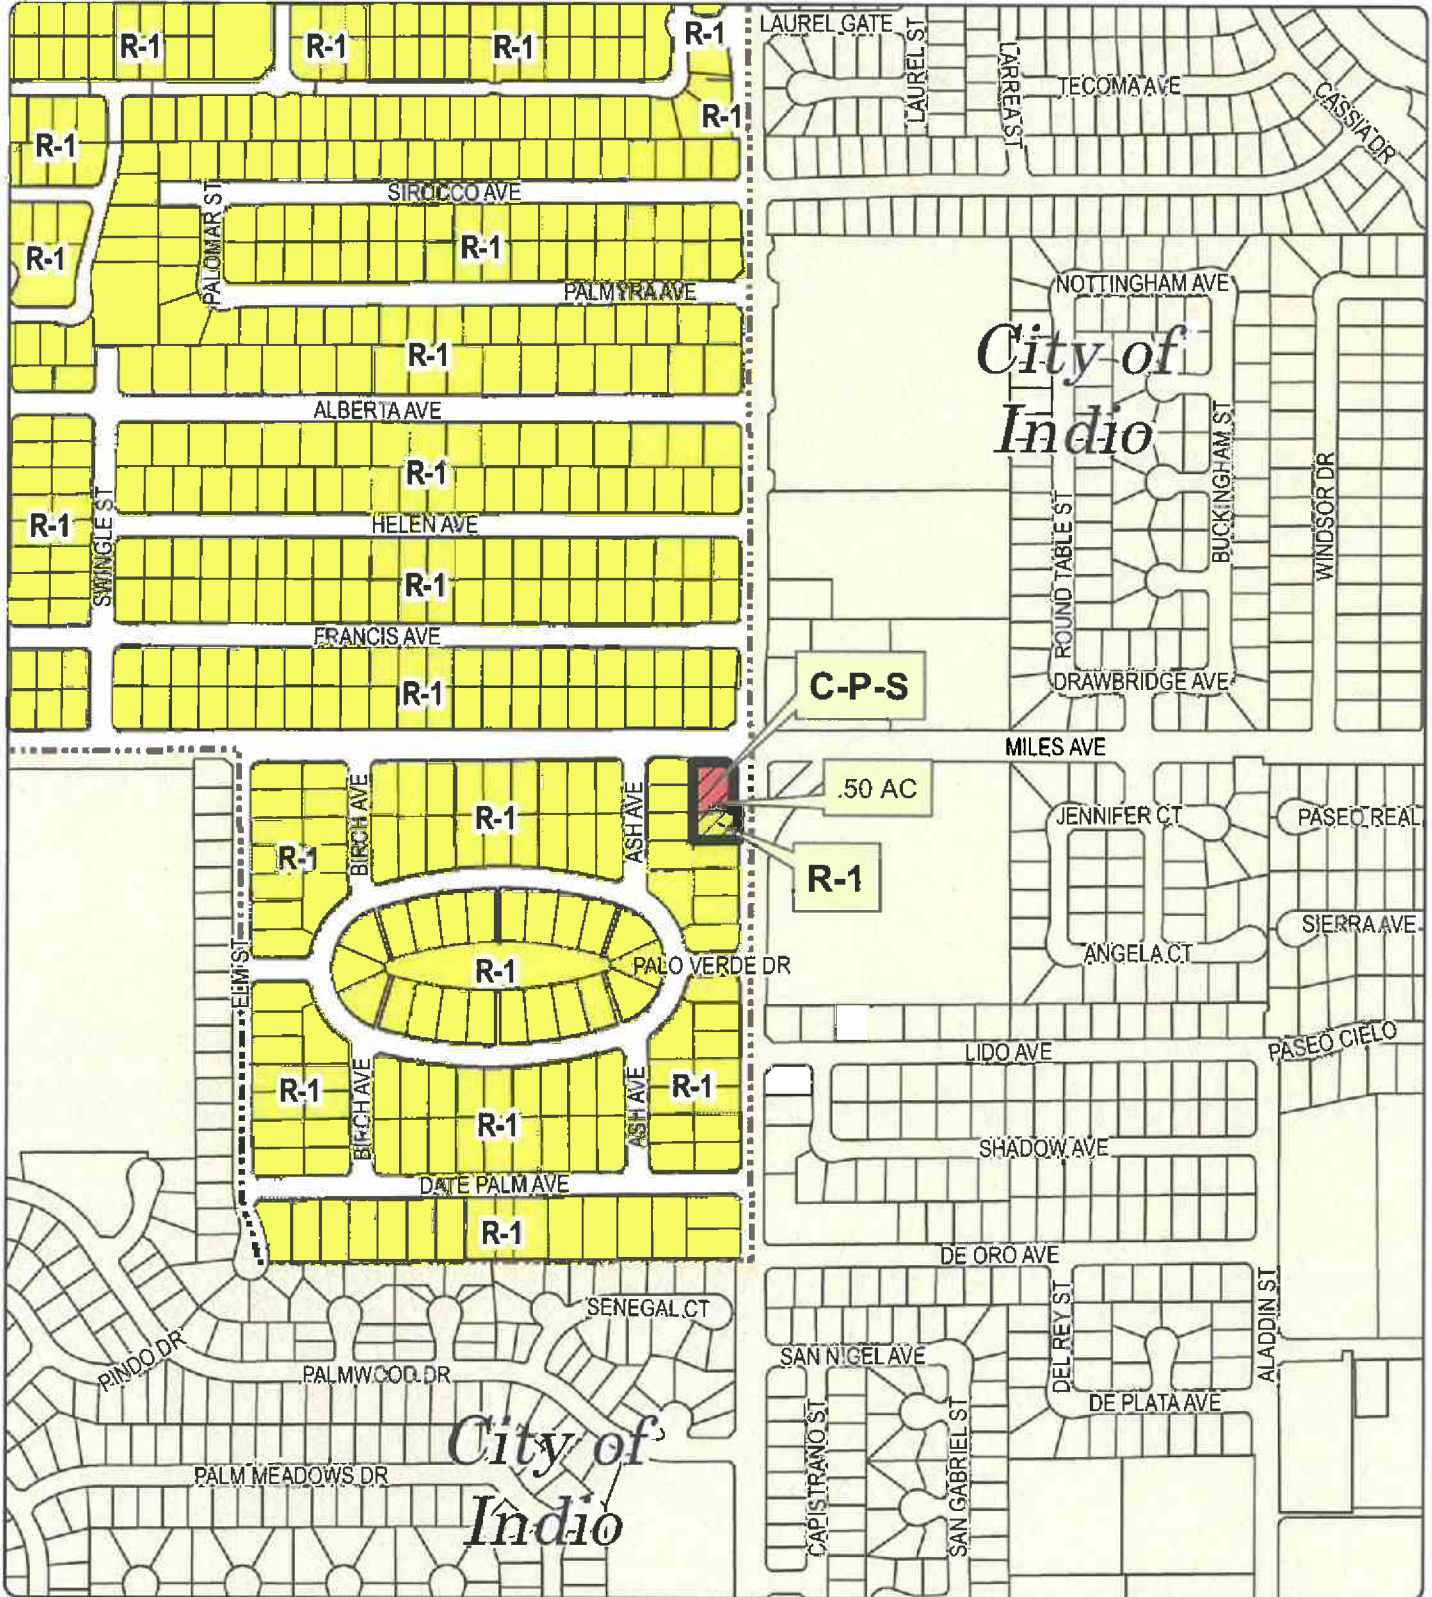 R-1
R-1
R-1
R-1
LAUREL GATE
LAUREL ST
LARREA ST
TECOMA AVE
CASSIA DR
R-1
R-1
SIROCCO AVE
PALOMAR ST
R-1
R-1
PALMYRA AVE
NOTTINGHAM AVE
City of
Indio
R-1
ALBERTA AVE
R-1
BUCKINGHAM ST
WINDSOR DR
R-1
SWINGLE ST
HELEN AVE
R-1
ROUND TABLE ST
FRANCIS AVE
R-1
C-P-S
DRAWBRIDGE AVE
MILES AVE
.50 AC
BIRCH AVE
R-1
ASH AVE
JENNIFER CT
PASEO REAL
R-1
R-1
SIERRA AVE
ELM ST
R-1
PALO VERDE DR
ANGELA CT
LIDO AVE
PASEO CIELO
R-1
BIRCH AVE
R-1
ASH AVE
R-1
SHADOW AVE
DATE PALM AVE
R-1
DE ORO AVE
SENEGAL CT
DEL REY ST
ALADDIN ST
PINDO DR
PALMWOOD DR
SAN NIGEL AVE
DE PLATA AVE
City of
Indio
CAPISTRANO ST
SAN GABRIEL ST
PALM MEADOWS DR